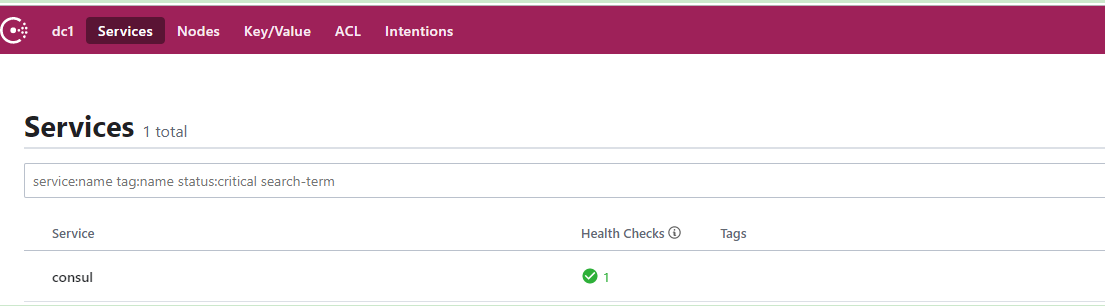 dc1 Services Nodes Key/Value ACL Intentions
Services 1 total
service:name tag:name status:critical search-term
Service Health Checks Tags
consul 1